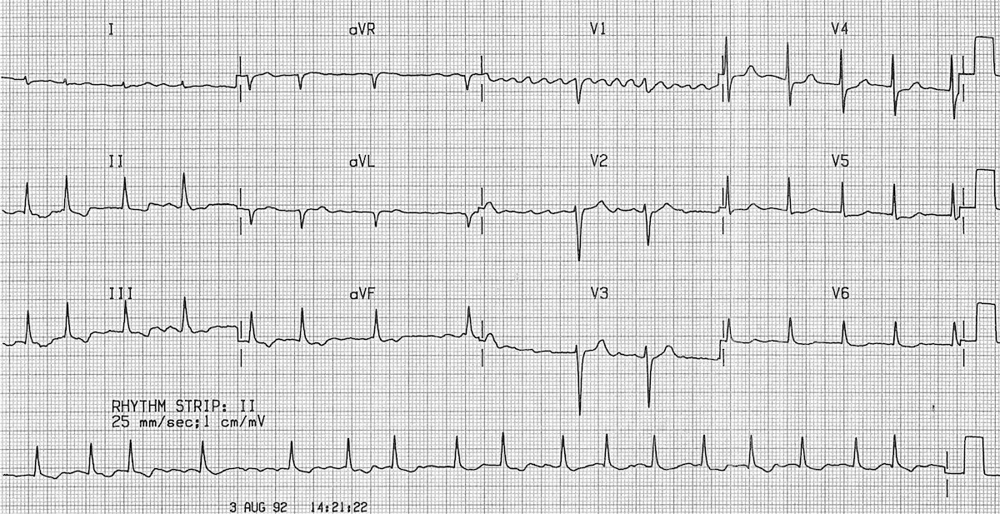 I aVR V1 V4
II aVL V2 V5
III aVF V3 V6
RHYTHM STRIP: II
25 mm/sec;1 cm/mV
3 AUG 92 14:21:22